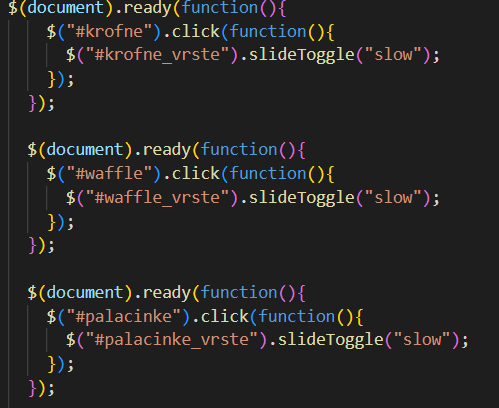 $(document).ready(function(){
$("#krofne").click(function(){
$("#krofne_vrste").slideToggle("slow");
});
});
$(document).ready(function(){
$("#waffle").click(function(){
$("#waffle_vrste").slideToggle("slow");
});
});
$(document).ready(function(){
$("#palacinke").click(function(){
$("#palacinke_vrste").slideToggle("slow");
});
});